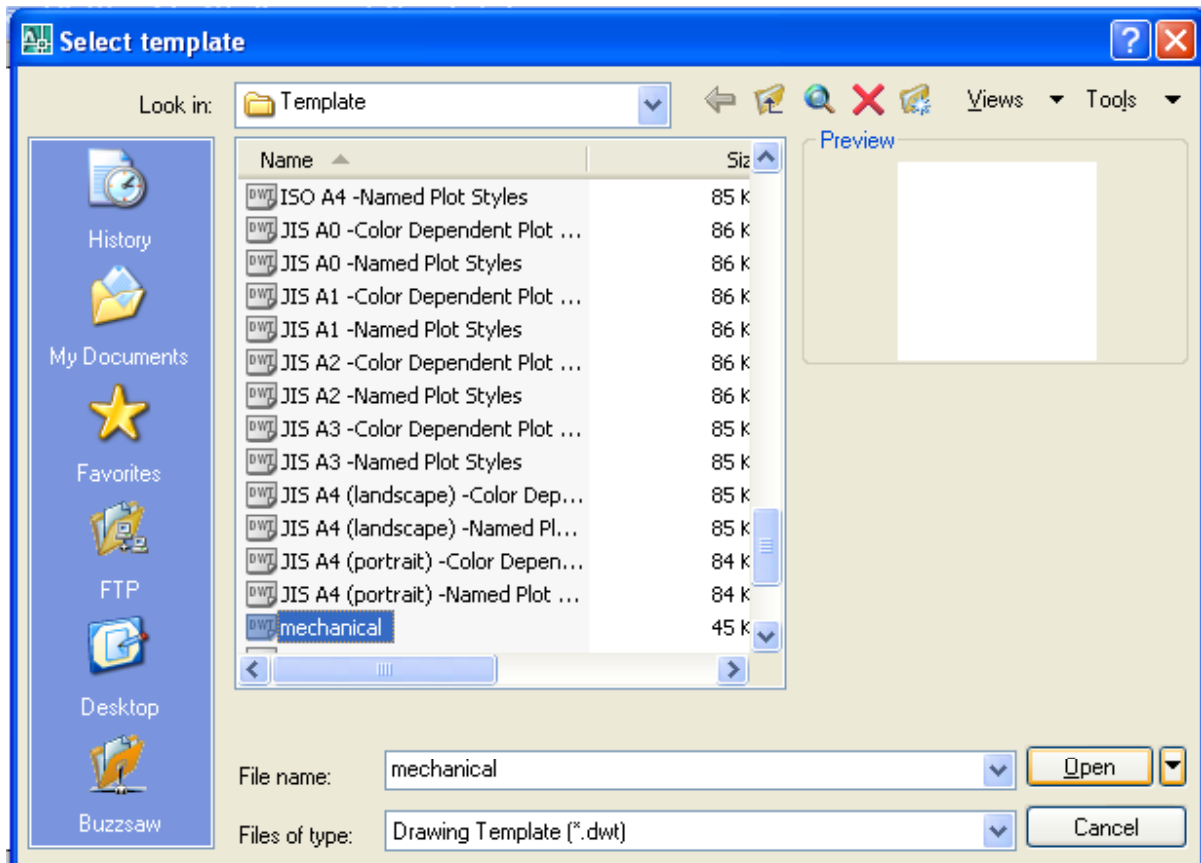 Select template
Look in: Template Views Tools
Name Siz Preview
ISO A4 -Named Plot Styles 85 K
JIS A0 -Color Dependent Plot ... 86 K
JIS A0 -Named Plot Styles 86 K
JIS A1 -Color Dependent Plot ... 86 K
JIS A1 -Named Plot Styles 86 K
JIS A2 -Color Dependent Plot ... 86 K
JIS A2 -Named Plot Styles 86 K
JIS A3 -Color Dependent Plot ... 85 K
JIS A3 -Named Plot Styles 85 K
JIS A4 (landscape) -Color Dep... 85 K
JIS A4 (landscape) -Named Pl... 85 K
JIS A4 (portrait) -Color Depen... 84 K
JIS A4 (portrait) -Named Plot ... 84 K
mechanical 45 K
History
My Documents
Favorites
FTP
Desktop
Buzzsaw
File name: mechanical Open
Files of type: Drawing Template (*.dwt) Cancel